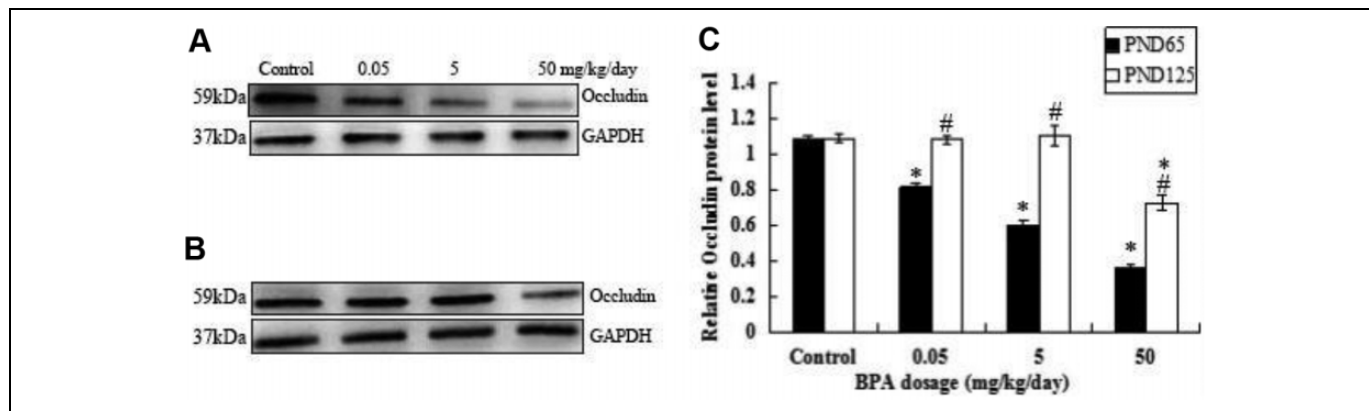 A
Control 0.05 5 50 mg/kg/day
59kDa Occludin
37kDa GAPDH
B
59kDa Occludin
37kDa GAPDH
C
PND65
PND125
Relative Occludin protein level
1.4
1.2
1
0.8
0.6
0.4
0.2
0
*
#
*
#
*
*
#
Control 0.05 5 50
BPA dosage (mg/kg/day)